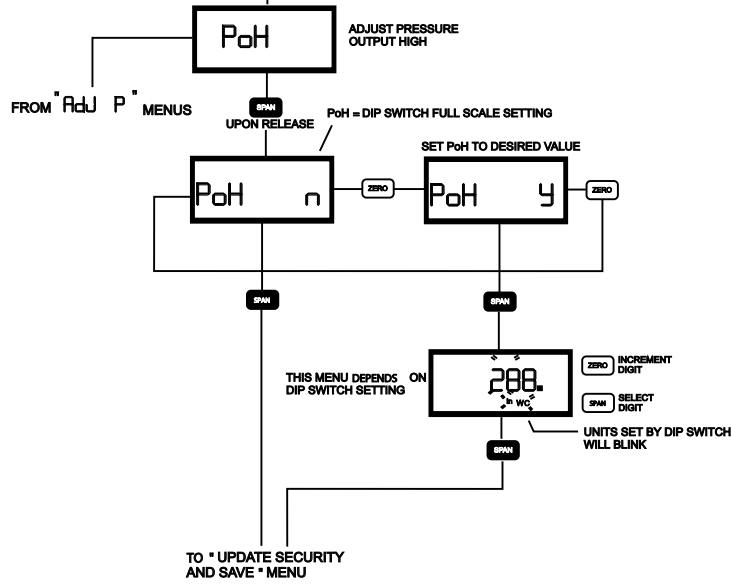 PoH
ADJUST PRESSURE
OUTPUT HIGH
FROM "AdJ P" MENUS
SPAN
UPON RELEASE
PoH = DIP SWITCH FULL SCALE SETTING
SET PoH TO DESIRED VALUE
PoH n
ZERO
PoH Y
ZERO
SPAN
SPAN
THIS MENU DEPENDS ON
DIP SWITCH SETTING
288.
in WC
ZERO
INCREMENT
DIGIT
SPAN
SELECT
DIGIT
UNITS SET BY DIP SWITCH
WILL BLINK
SPAN
TO " UPDATE SECURITY
AND SAVE " MENU